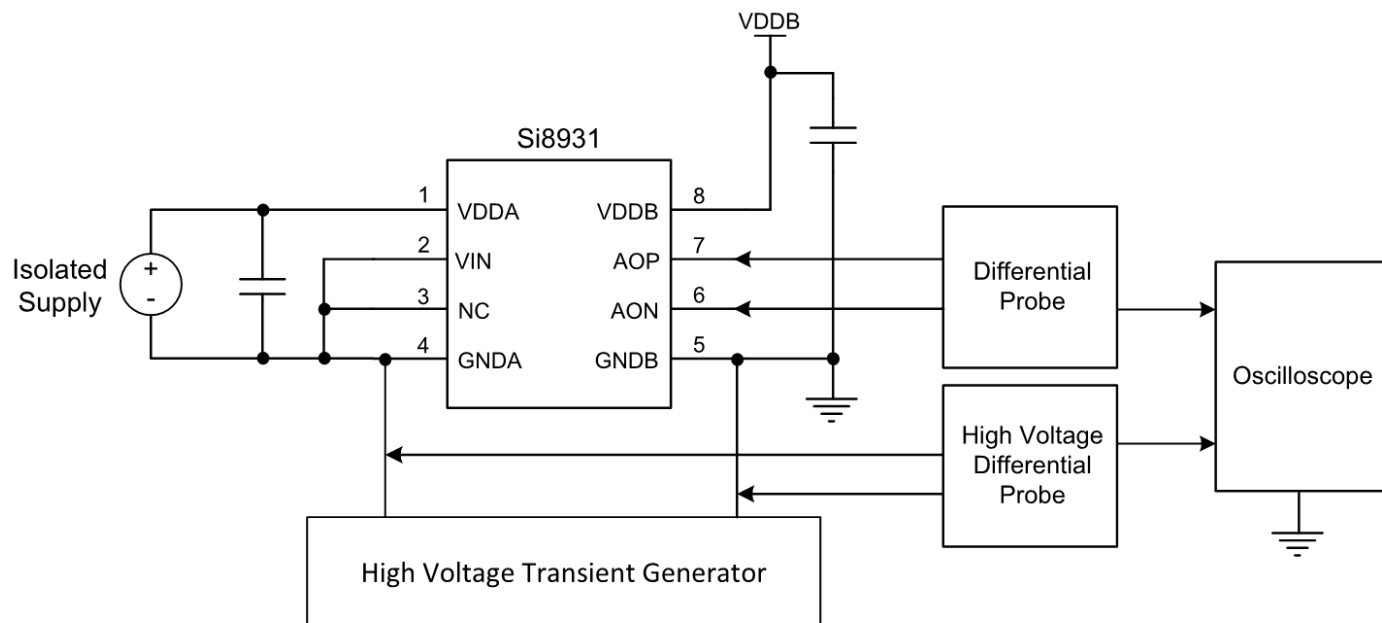 VDDB
Si8931
1
VDDA
VDDB
8
2
VIN
AOP
7
3
NC
AON
6
4
GNDA
GNDB
5
Isolated
Supply
+
-
Differential
Probe
Oscilloscope
High Voltage
Differential
Probe
High Voltage Transient Generator